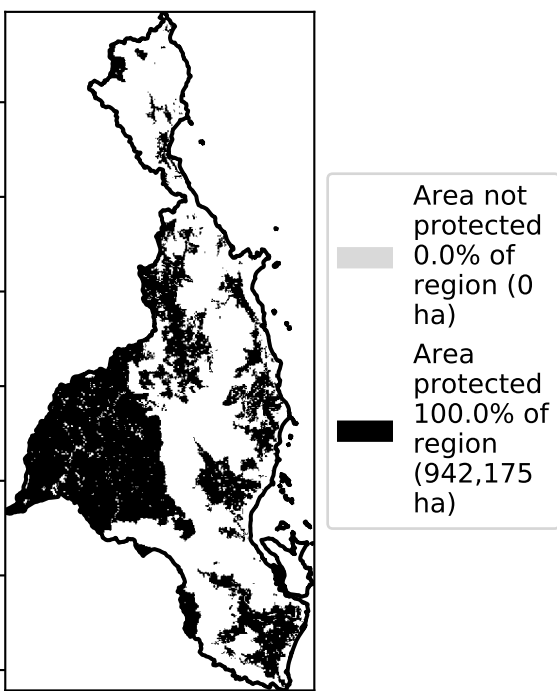 Area not
protected
0.0% of
region (0
ha)
Area
protected
100.0% of
region
(942,175
ha)